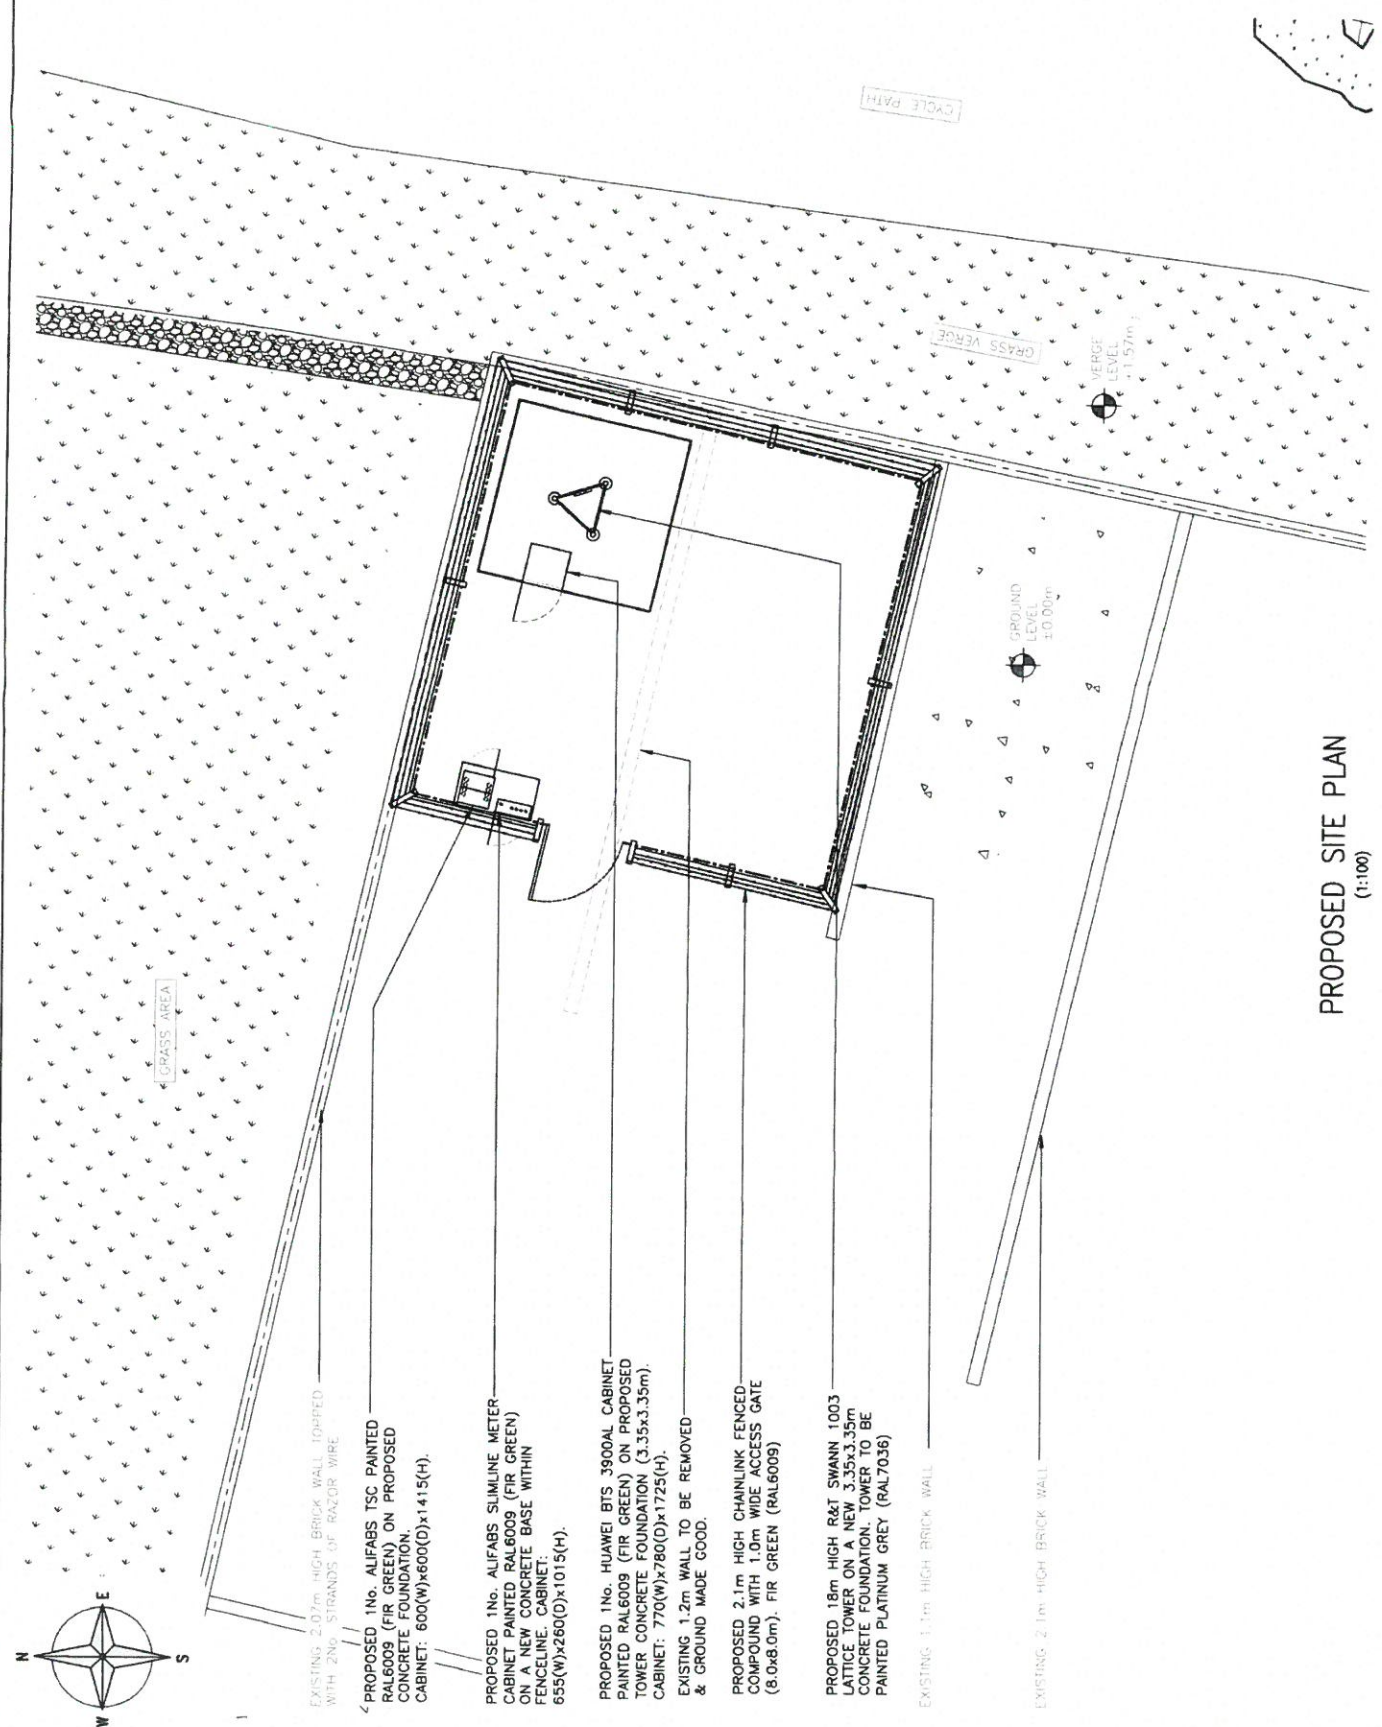 N
E
S
W
EXISTING 2.07m HIGH BRICK WALL TOPPED
WITH 2No. STRANDS OF RAZOR WIRE
PROPOSED 1No. ALIFABS TSC PAINTED
RAL6009 (FIR GREEN) ON PROPOSED
CONCRETE FOUNDATION.
CABINET: 600(W)x600(D)x1415(H).
PROPOSED 1No. ALIFABS SLIMLINE METER
CABINET PAINTED RAL6009 (FIR GREEN)
ON A NEW CONCRETE BASE WITHIN
FENCELINE. CABINET:
655(W)x260(D)x1015(H).
PROPOSED 1No. HUAWEI BTS 3900AL CABINET
PAINTED RAL6009 (FIR GREEN) ON PROPOSED
TOWER CONCRETE FOUNDATION (3.35x3.35m).
CABINET: 770(W)x780(D)x1725(H).
EXISTING 1.2m WALL TO BE REMOVED
& GROUND MADE GOOD.
PROPOSED 2.1m HIGH CHAINLINK FENCED
COMPOUND WITH 1.0m WIDE ACCESS GATE
(8.0x8.0m). FIR GREEN (RAL6009)
PROPOSED 18m HIGH R&T SWANN 1003
LATTICE TOWER ON A NEW 3.35x3.35m
CONCRETE FOUNDATION. TOWER TO BE
PAINTED PLATINUM GREY (RAL7036)
EXISTING 1.1m HIGH BRICK WALL
EXISTING 2.1m HIGH BRICK WALL
GRASS AREA
GROUND
LEVEL
±0.00m
VERGE
LEVEL
+1.57m
GRASS VERGE
CYCLE PATH
PROPOSED SITE PLAN
(1:100)